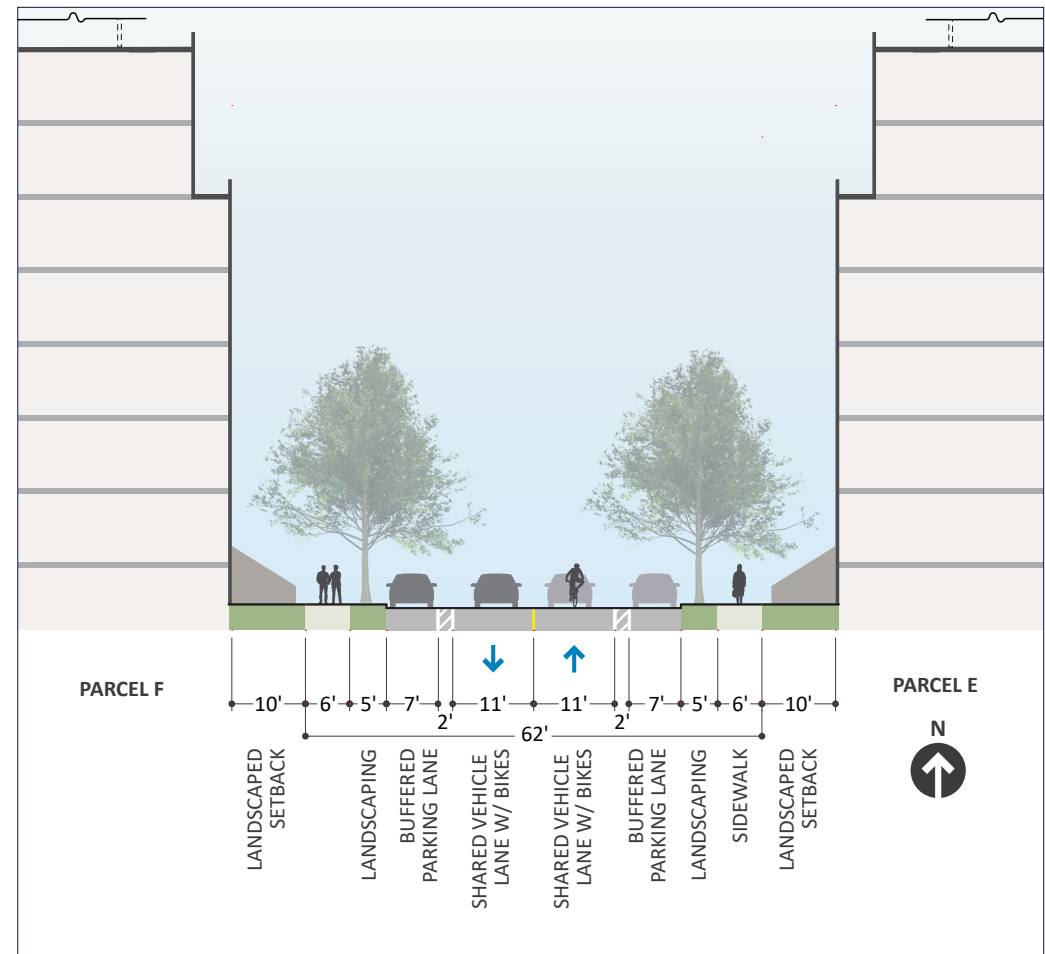 PARCEL F
PARCEL E
N
10'
6'
5'
7'
2'
11'
11'
2'
7'
5'
6'
10'
62'
LANDSCAPED
SETBACK
LANDSCAPING
BUFFERED
PARKING LANE
SHARED VEHICLE
LANE W/ BIKES
SHARED VEHICLE
LANE W/ BIKES
BUFFERED
PARKING LANE
LANDSCAPING
SIDEWALK
LANDSCAPED
SETBACK